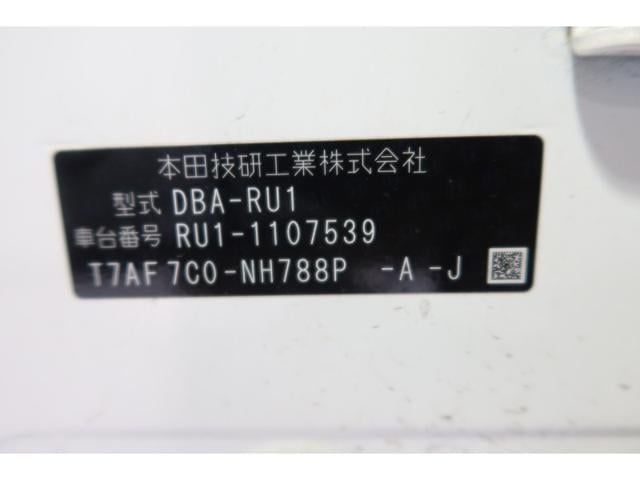 本田技研工業株式会社
型式 DBA-RU1
車台番号 RU1-1107539
T7AF7C0-NH788P -A -J